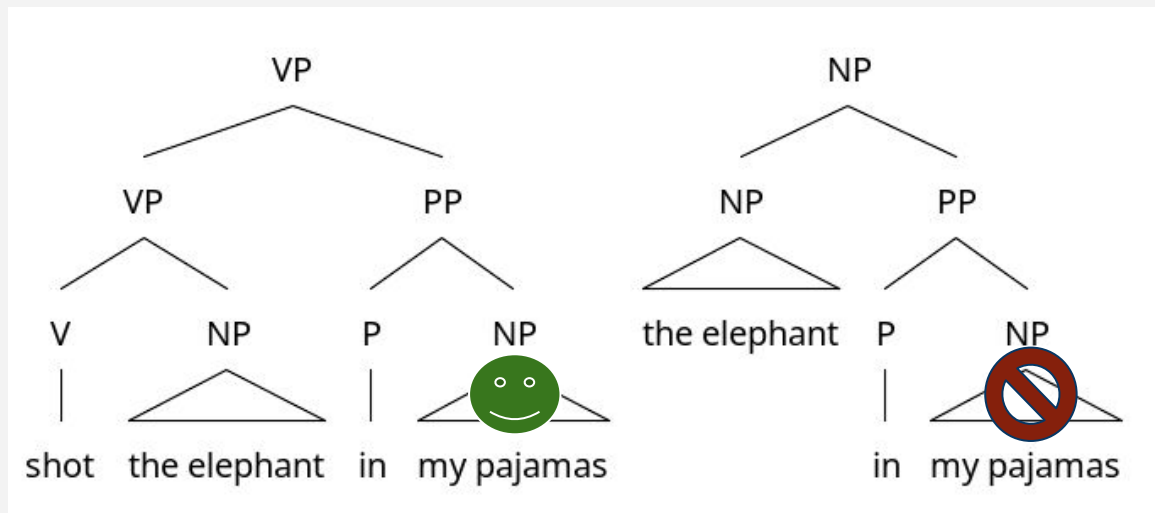 VP NP
VP PP NP PP
V NP P NP the elephant P NP
shot the elephant in my pajamas in my pajamas